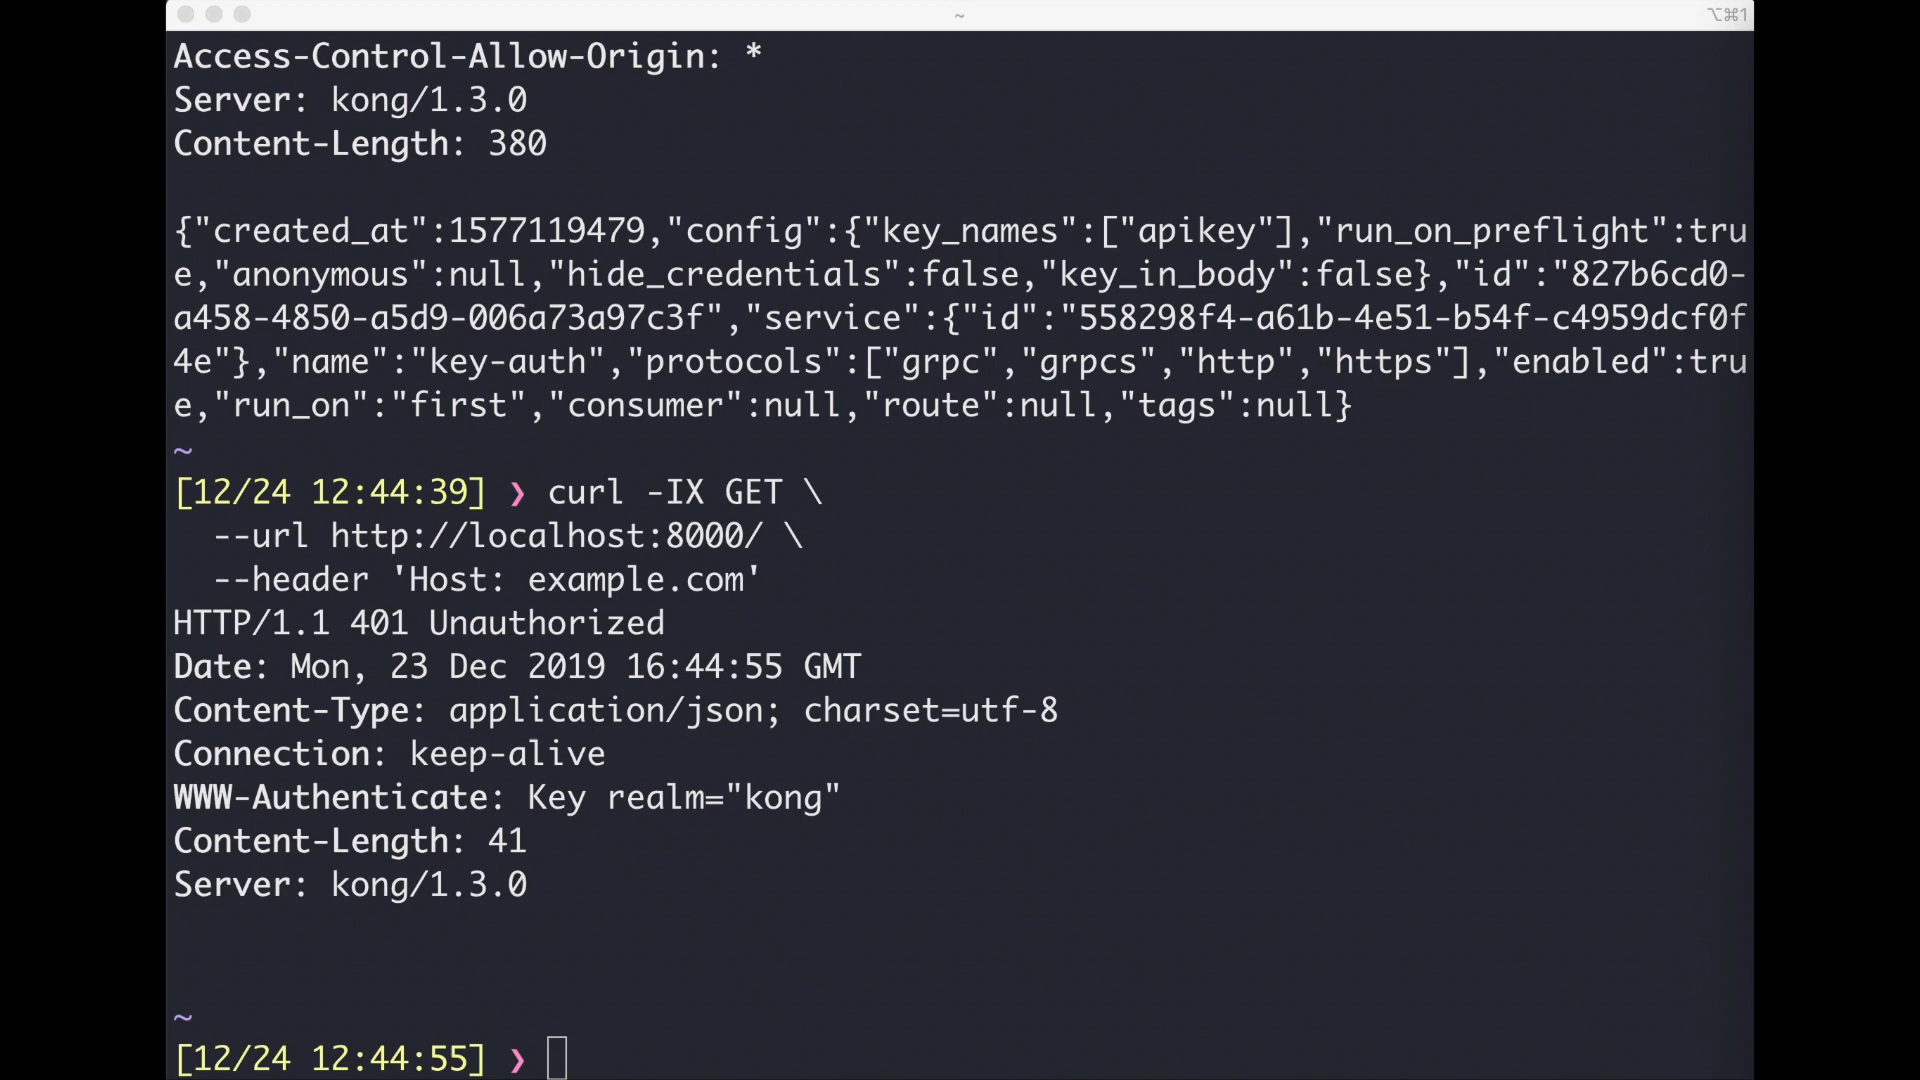 ~
⌥⌘1
Access-Control-Allow-Origin: *
Server: kong/1.3.0
Content-Length: 380
{"created_at":1577119479,"config":{"key_names":["apikey"],"run_on_preflight":tru
e,"anonymous":null,"hide_credentials":false,"key_in_body":false},"id":"827b6cd0-
a458-4850-a5d9-006a73a97c3f","service":{"id":"558298f4-a61b-4e51-b54f-c4959dcf0f
4e"},"name":"key-auth","protocols":["grpc","grpcs","http","https"],"enabled":tru
e,"run_on":"first","consumer":null,"route":null,"tags":null}
~
[12/24 12:44:39] ❯ curl -IX GET \
  --url http://localhost:8000/ \
  --header 'Host: example.com'
HTTP/1.1 401 Unauthorized
Date: Mon, 23 Dec 2019 16:44:55 GMT
Content-Type: application/json; charset=utf-8
Connection: keep-alive
WWW-Authenticate: Key realm="kong"
Content-Length: 41
Server: kong/1.3.0
~
[12/24 12:44:55] ❯